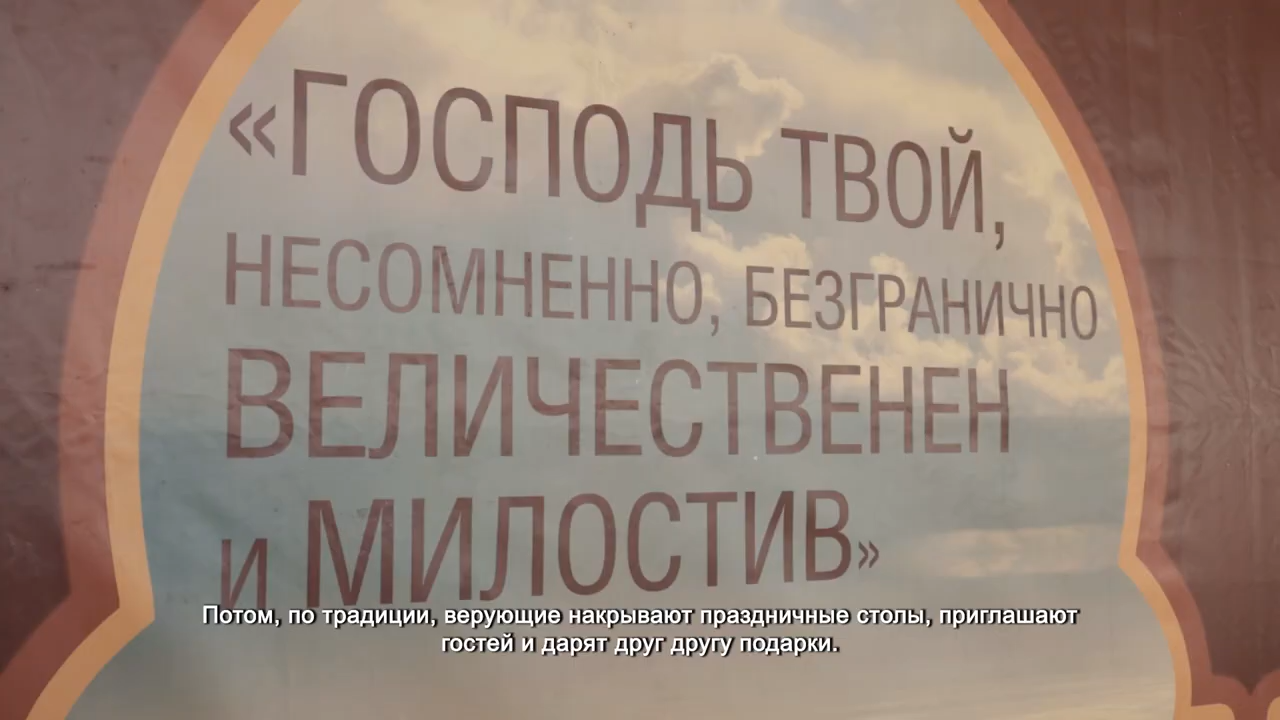 «ГОСПОДЬ ТВОЙ,
НЕСОМНЕННО, БЕЗГРАНИЧНО
ВЕЛИЧЕСТВЕНЕН
И МИЛОСТИВ»
Потом, по традиции, верующие накрывают праздничные столы, приглашают
гостей и дарят друг другу подарки.